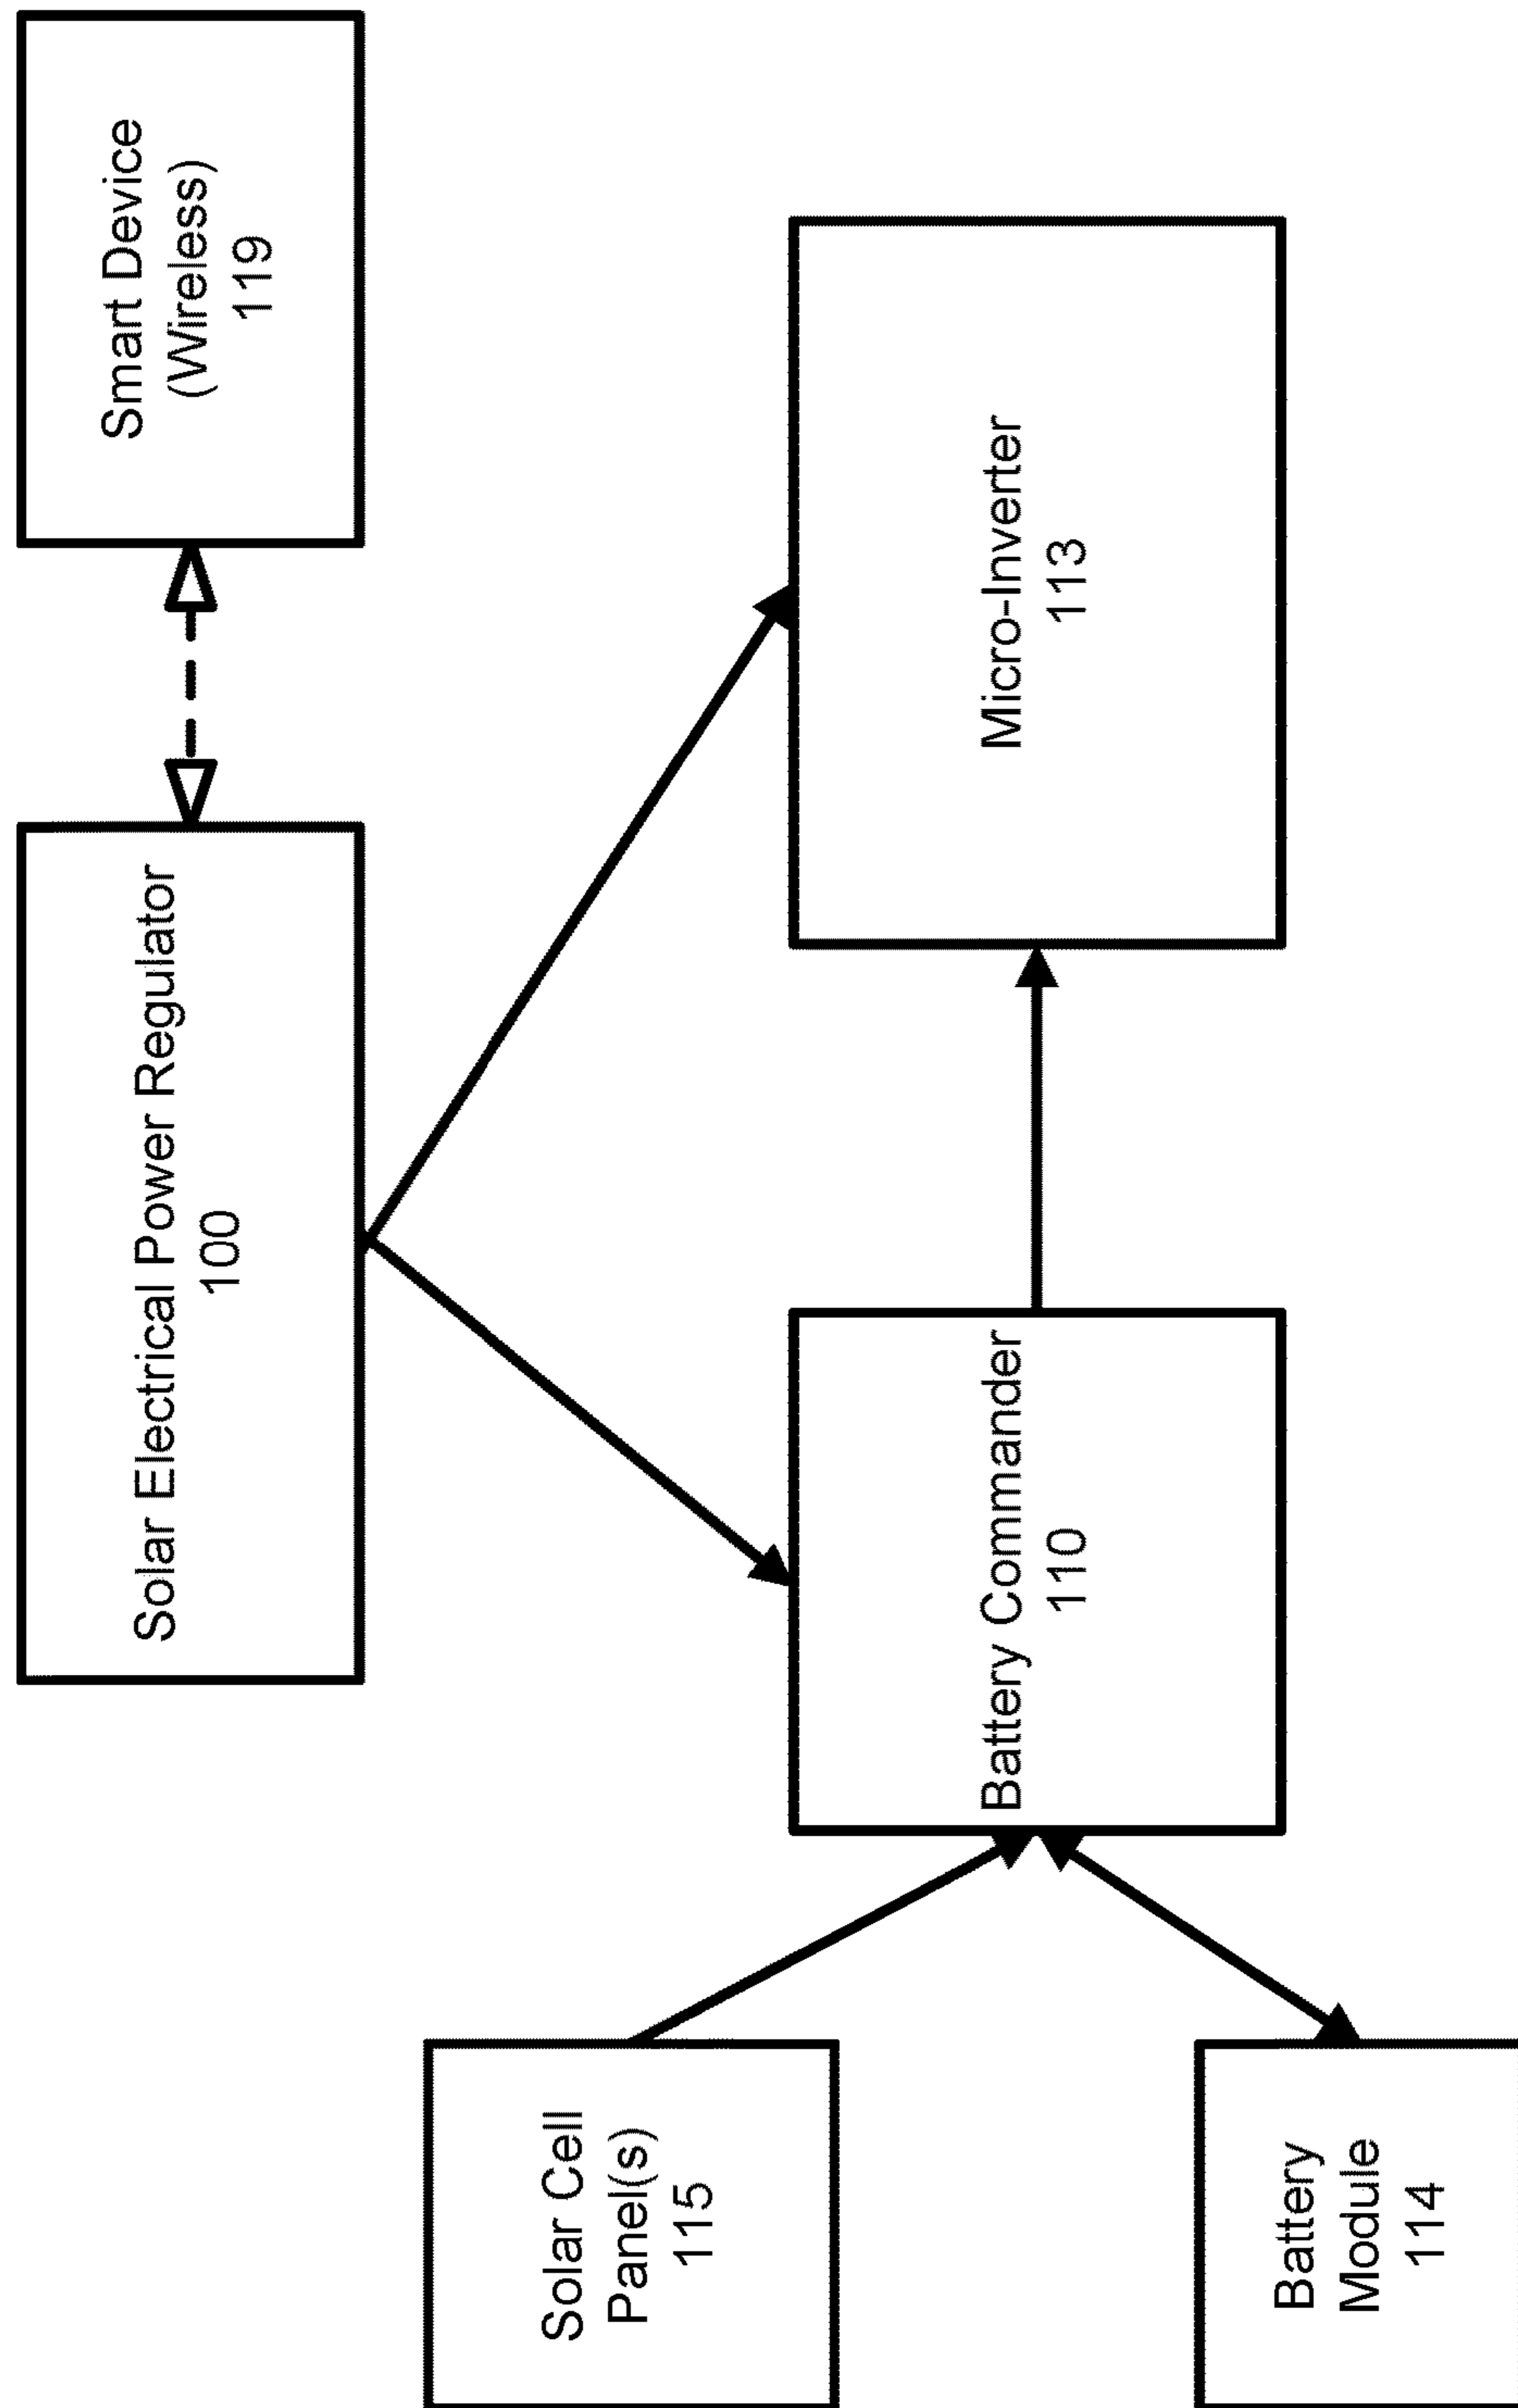 Solar Electrical Power Regulator
100
Smart Device
(Wireless)
119
Solar Cell
Panel(s)
115
Battery Commander
110
Micro-Inverter
113
Battery
Module
114